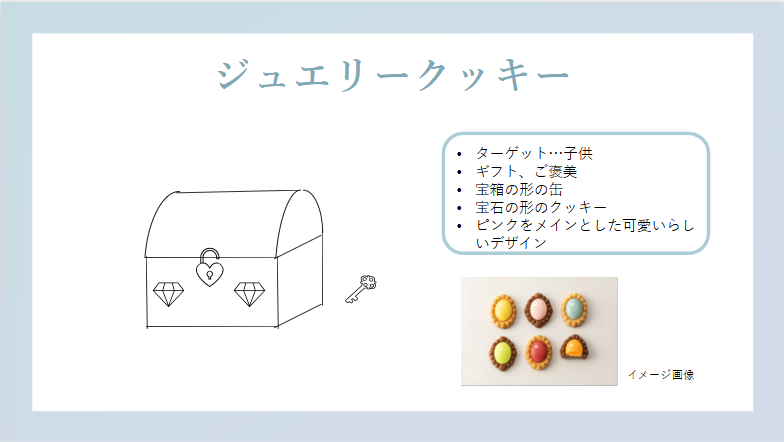 ジュエリークッキー
• ターゲット…子供
• ギフト、ご褒美
• 宝箱の形の缶
• 宝石の形のクッキー
• ピンクをメインとした可愛いらし
いデザイン
イメージ画像